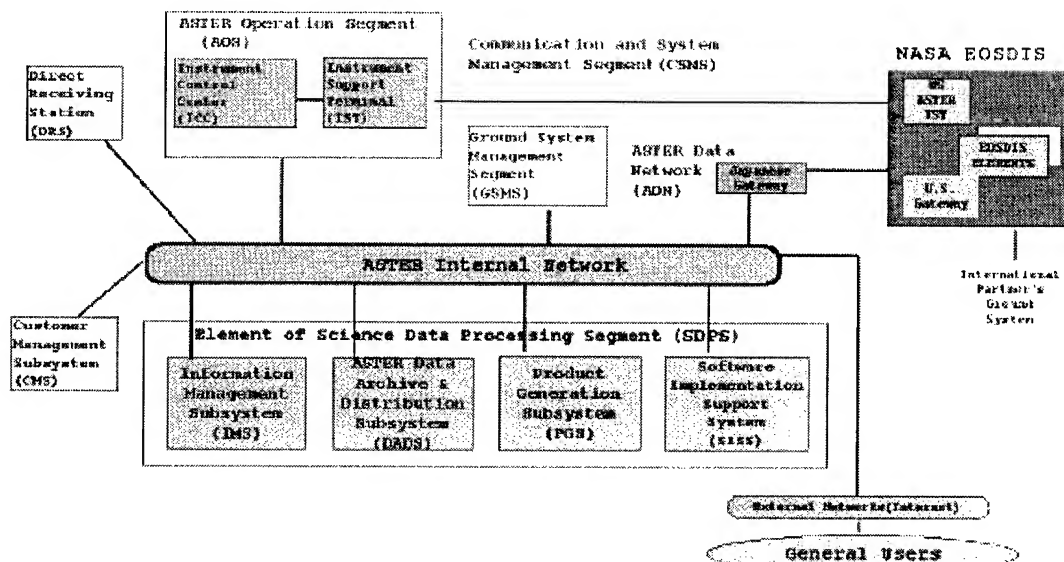 ASTER Operation Segment
(AOS)
Instrument
Control
Center
(ICC)
Instrument
Support
Terminal
(IST)
Communication and System
Management Segment(CSMS)
NASA EOSDIS
US
ASTER
IST
EOSDIS
ELEMENTS
U.S.
Gateway
Direct
Receiving
Station
(DRS)
Ground System
Management
Segment
(GSMS)
ASTER Data
Network
(ADN)
Japanese
Gateway
ASTER Internal Network
International
Partner's
Ground
System
Customer
Management
Subsystem
(CMS)
Element of Science Data Processing Segment(SDPS)
Information
Management
Subsystem
(IMS)
ASTER Data
Archive &
Distribution
Subsystem
(DADS)
Product
Generation
Subsystem
(PGS)
Software
Implementation
Support
System
(SISS)
External Networks(Internet)
General Users